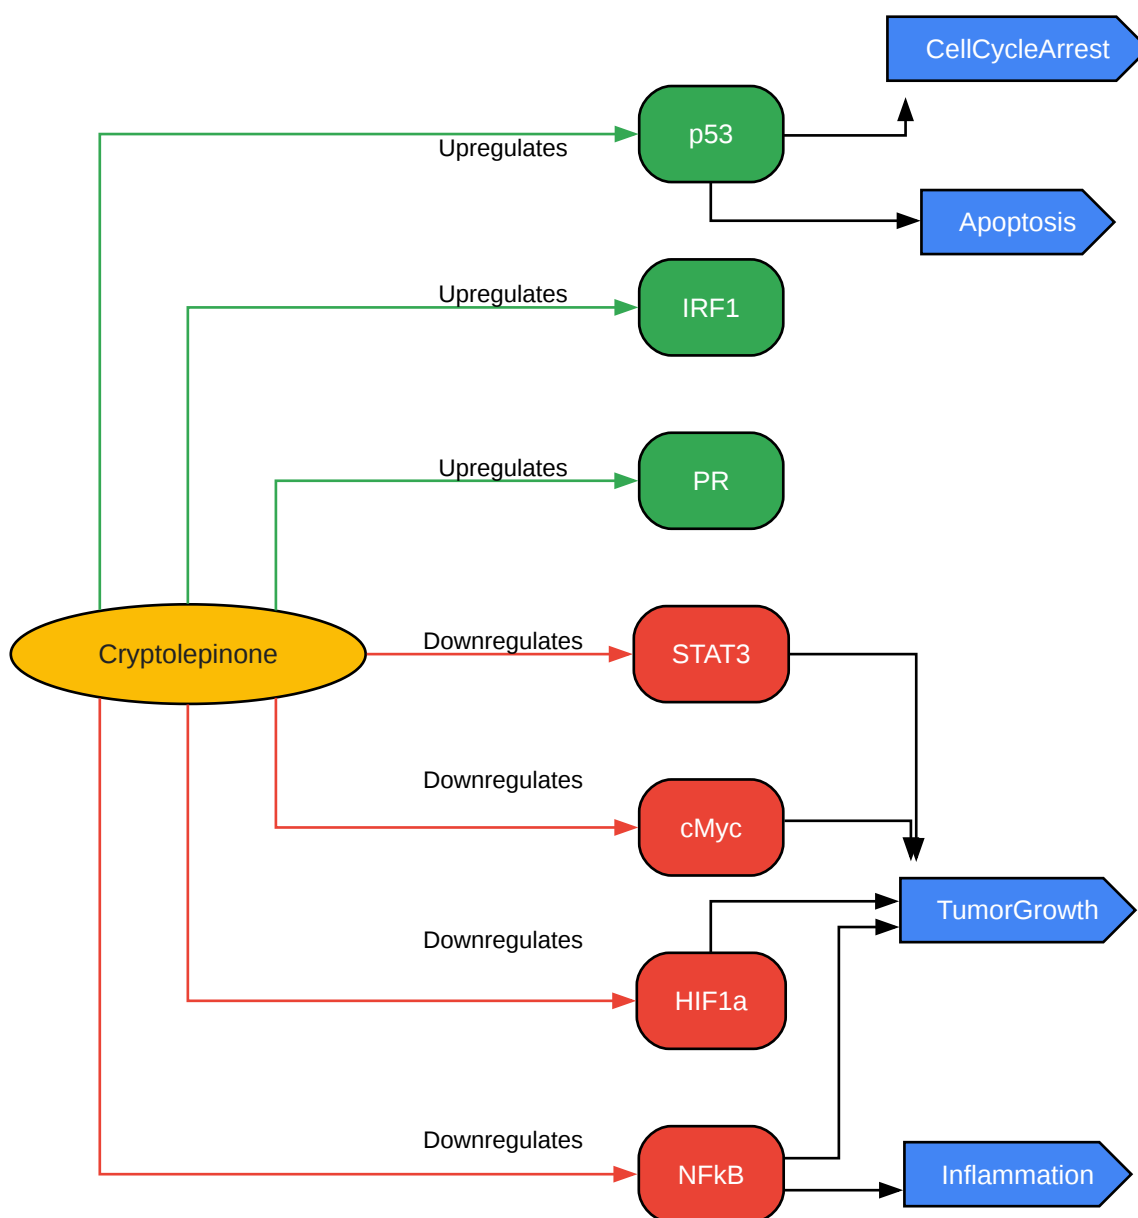 CellCycleArrest
p53
Upregulates
Apoptosis
Upregulates
IRF1
Upregulates
PR
Cryptolepinone
Downregulates
STAT3
Downregulates
cMyc
TumorGrowth
Downregulates
HIF1a
Downregulates
NFkB
Inflammation